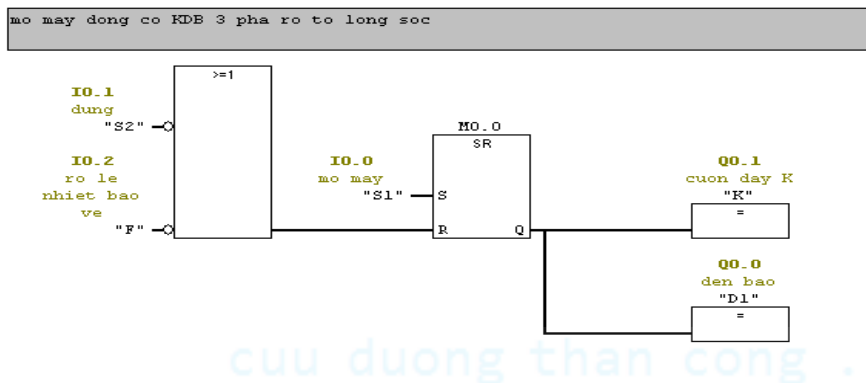 mo may dong co KDB 3 pha ro to long soc
>=1
I0.1
dung
"S2"
I0.2
ro le
nhiet bao
ve
"F"
I0.0
mo may
"S1"
M0.0
SR
S
R
Q
Q0.1
cuon day K
"K"
=
Q0.0
den bao
"D1"
=
cuu duong than cong .